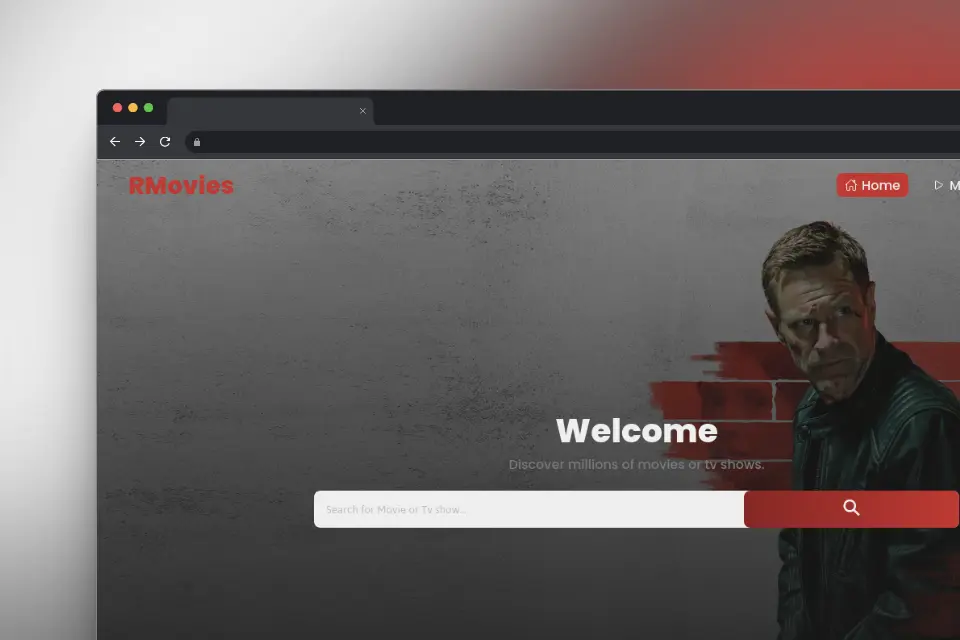 RMovies
Home
M
Welcome
Discover millions of movies or tv shows.
Search for Movie or Tv show...